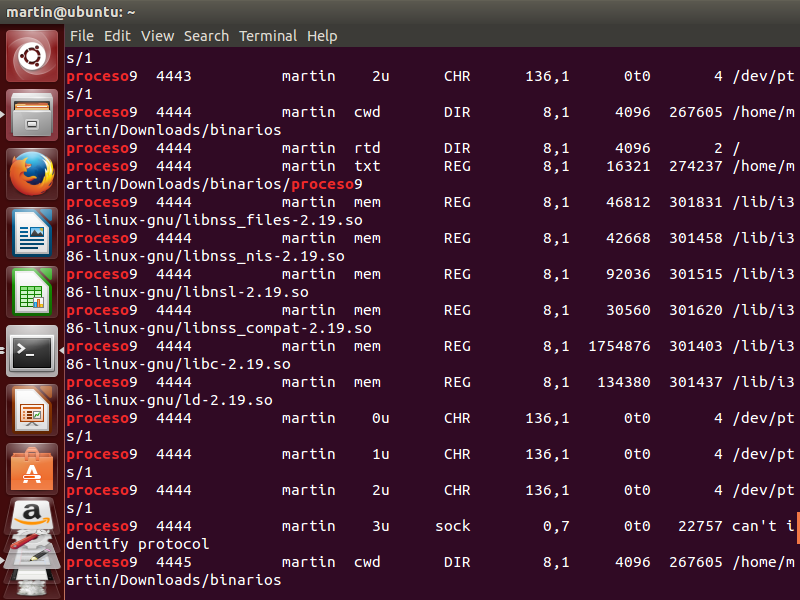 martin@ubuntu: ~
File Edit View Search Terminal Help
s/1
proceso9 4443 martin 2u CHR 136,1 0t0 4 /dev/pt
s/1
proceso9 4444 martin cwd DIR 8,1 4096 267605 /home/m
artin/Downloads/binarios
proceso9 4444 martin rtd DIR 8,1 4096 2 /
proceso9 4444 martin txt REG 8,1 16321 274237 /home/m
artin/Downloads/binarios/proceso9
proceso9 4444 martin mem REG 8,1 46812 301831 /lib/i3
86-linux-gnu/libnss_files-2.19.so
proceso9 4444 martin mem REG 8,1 42668 301458 /lib/i3
86-linux-gnu/libnss_nis-2.19.so
proceso9 4444 martin mem REG 8,1 92036 301515 /lib/i3
86-linux-gnu/libnsl-2.19.so
proceso9 4444 martin mem REG 8,1 30560 301620 /lib/i3
86-linux-gnu/libnss_compat-2.19.so
proceso9 4444 martin mem REG 8,1 1754876 301403 /lib/i3
86-linux-gnu/libc-2.19.so
proceso9 4444 martin mem REG 8,1 134380 301437 /lib/i3
86-linux-gnu/ld-2.19.so
proceso9 4444 martin 0u CHR 136,1 0t0 4 /dev/pt
s/1
proceso9 4444 martin 1u CHR 136,1 0t0 4 /dev/pt
s/1
proceso9 4444 martin 2u CHR 136,1 0t0 4 /dev/pt
s/1
proceso9 4444 martin 3u sock 0,7 0t0 22757 can't i
dentify protocol
proceso9 4445 martin cwd DIR 8,1 4096 267605 /home/m
artin/Downloads/binarios